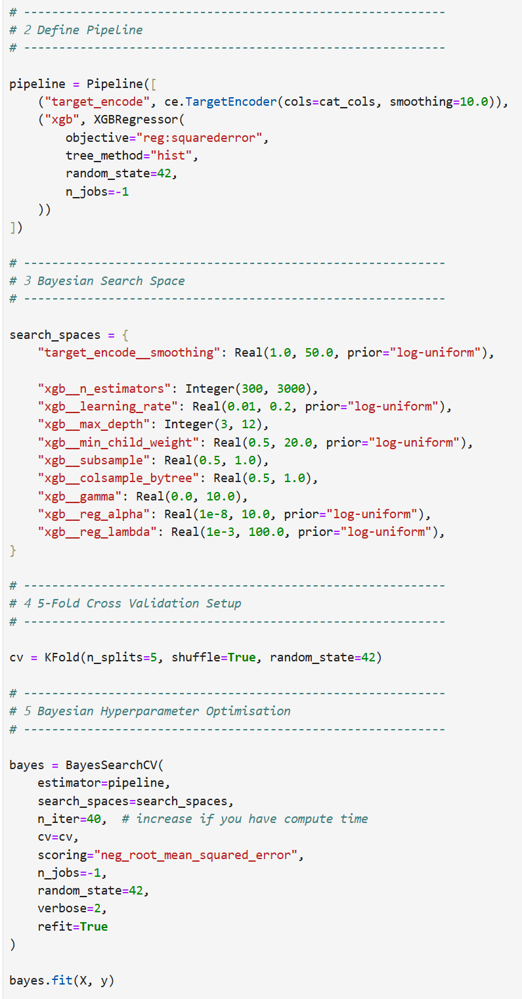 # ------------------------------------------------------------
# 2 Define Pipeline
# ------------------------------------------------------------
pipeline = Pipeline([
    ("target_encode", ce.TargetEncoder(cols=cat_cols, smoothing=10.0)),
    ("xgb", XGBRegressor(
        objective="reg:squarederror",
        tree_method="hist",
        random_state=42,
        n_jobs=-1
    ))
])
# ------------------------------------------------------------
# 3 Bayesian Search Space
# ------------------------------------------------------------
search_spaces = {
    "target_encode__smoothing": Real(1.0, 50.0, prior="log-uniform"),
    "xgb__n_estimators": Integer(300, 3000),
    "xgb__learning_rate": Real(0.01, 0.2, prior="log-uniform"),
    "xgb__max_depth": Integer(3, 12),
    "xgb__min_child_weight": Real(0.5, 20.0, prior="log-uniform"),
    "xgb__subsample": Real(0.5, 1.0),
    "xgb__colsample_bytree": Real(0.5, 1.0),
    "xgb__gamma": Real(0.0, 10.0),
    "xgb__reg_alpha": Real(1e-8, 10.0, prior="log-uniform"),
    "xgb__reg_lambda": Real(1e-3, 100.0, prior="log-uniform"),
}
# ------------------------------------------------------------
# 4 5-Fold Cross Validation Setup
# ------------------------------------------------------------
cv = KFold(n_splits=5, shuffle=True, random_state=42)
# ------------------------------------------------------------
# 5 Bayesian Hyperparameter Optimisation
# ------------------------------------------------------------
bayes = BayesSearchCV(
    estimator=pipeline,
    search_spaces=search_spaces,
    n_iter=40,  # increase if you have compute time
    cv=cv,
    scoring="neg_root_mean_squared_error",
    n_jobs=-1,
    random_state=42,
    verbose=2,
    refit=True
)
bayes.fit(X, y)